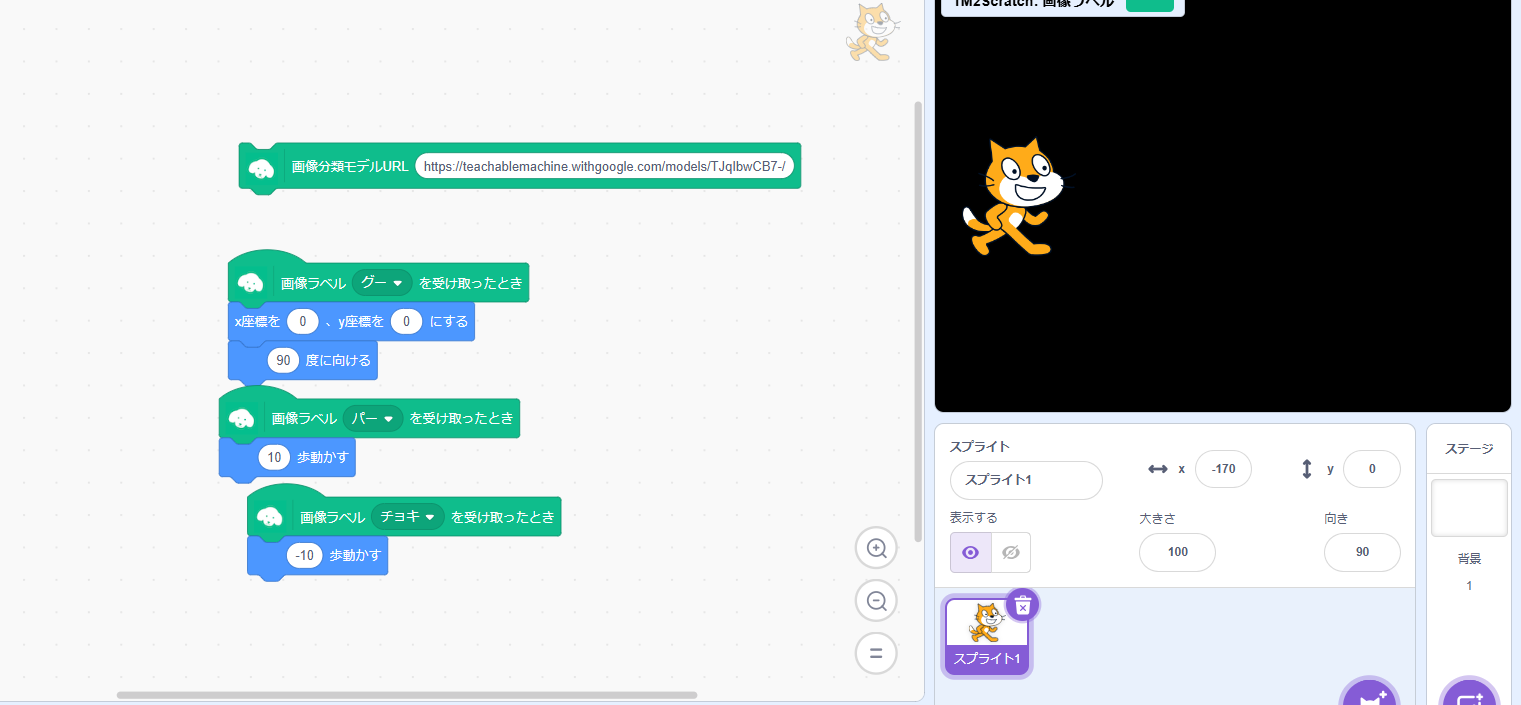 TM2Scratch: 画像ラベル
画像分類モデルURL https://teachablemachine.withgoogle.com/models/TJqIbwCB7-/
画像ラベル グー を受け取ったとき
x座標を 0 、y座標を 0 にする
90 度に向ける
画像ラベル パー を受け取ったとき
10 歩動かす
画像ラベル チョキ を受け取ったとき
-10 歩動かす
スプライト
スプライト1
x -170
y 0
表示する
大きさ
100
向き
90
スプライト1
ステージ
背景
1